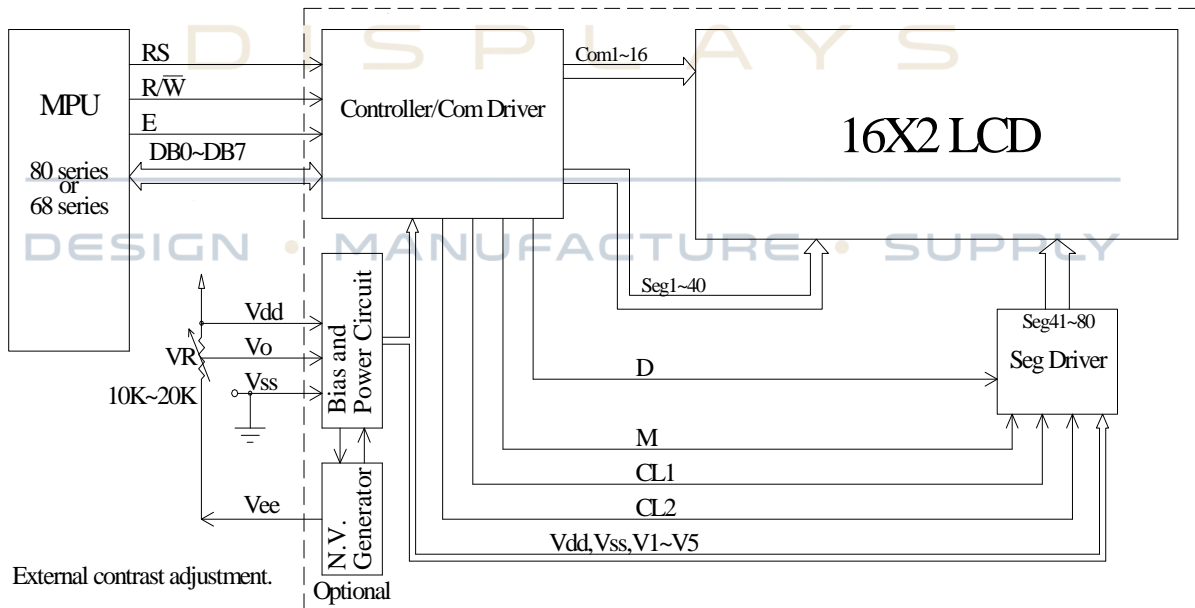 DISPLAYS
RS
R/W̅
E
DB0~DB7
MPU
80 series
or
68 series
Controller/Com Driver
Com1~16
16X2 LCD
DESIGN • MANUFACTURE • SUPPLY
Seg1~40
Seg41~80
Seg Driver
Vdd
Vo
Vss
VR
10K~20K
Bias and
Power Circuit
D
M
CL1
CL2
Vdd,Vss,V1~V5
Vee
N.V.
Generator
Optional
External contrast adjustment.